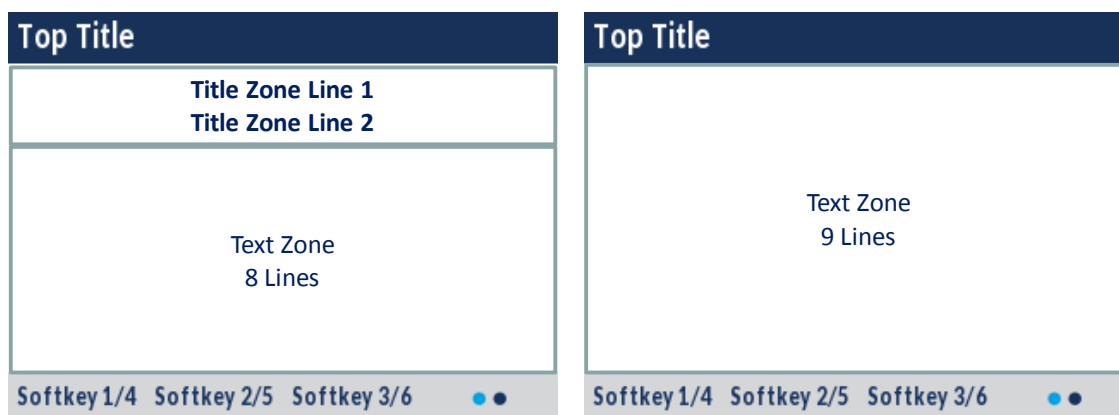 Top Title
Title Zone Line 1
Title Zone Line 2
Text Zone
8 Lines
Softkey 1/4 Softkey 2/5 Softkey 3/6
Top Title
Text Zone
9 Lines
Softkey 1/4 Softkey 2/5 Softkey 3/6